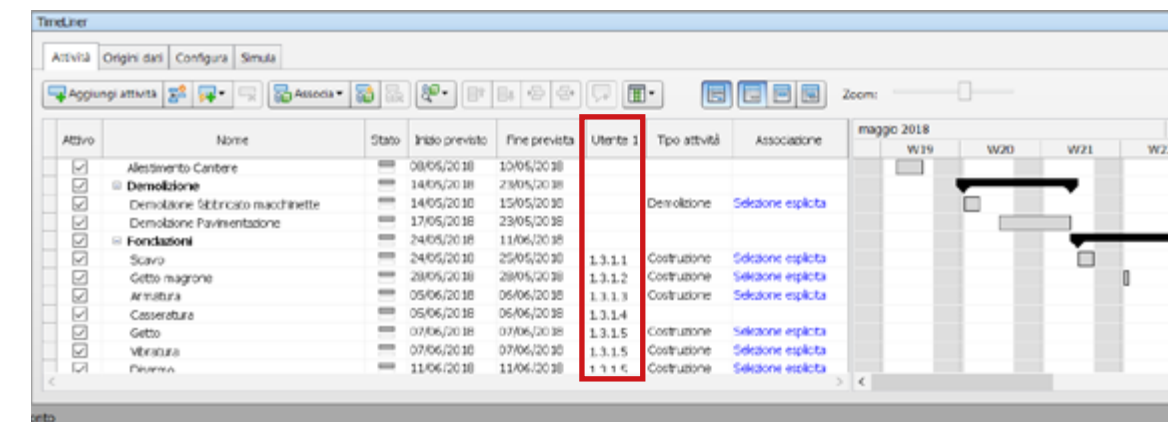 TimeLiner
Attività Origini dati Configura Simula
Aggiungi attività Associa Zoom:
Attivo Nome Stato Inizio previsto Fine prevista Utente 1 Tipo attività Associazione maggio 2018
W19 W20 W21
Allestimento Cantiere 08/05/2018 10/05/2018
Demolizione 14/05/2018 23/05/2018
Demolizione fabbricato macchinette 14/05/2018 15/05/2018 Demolizione Selezione esplicita
Demolizione Pavimentazione 17/05/2018 23/05/2018
Fondazioni 24/05/2018 11/06/2018
Scavo 24/05/2018 25/05/2018 1.3.1.1 Costruzione Selezione esplicita
Getto magrone 28/05/2018 28/05/2018 1.3.1.2 Costruzione Selezione esplicita
Armatura 05/06/2018 06/06/2018 1.3.1.3 Costruzione Selezione esplicita
Casseratura 05/06/2018 06/06/2018 1.3.1.4
Getto 07/06/2018 07/06/2018 1.3.1.5 Costruzione Selezione esplicita
Vibratura 07/06/2018 07/06/2018 1.3.1.5 Costruzione Selezione esplicita
Disarmo 11/06/2018 11/06/2018 1.3.1.5 Costruzione Selezione esplicita